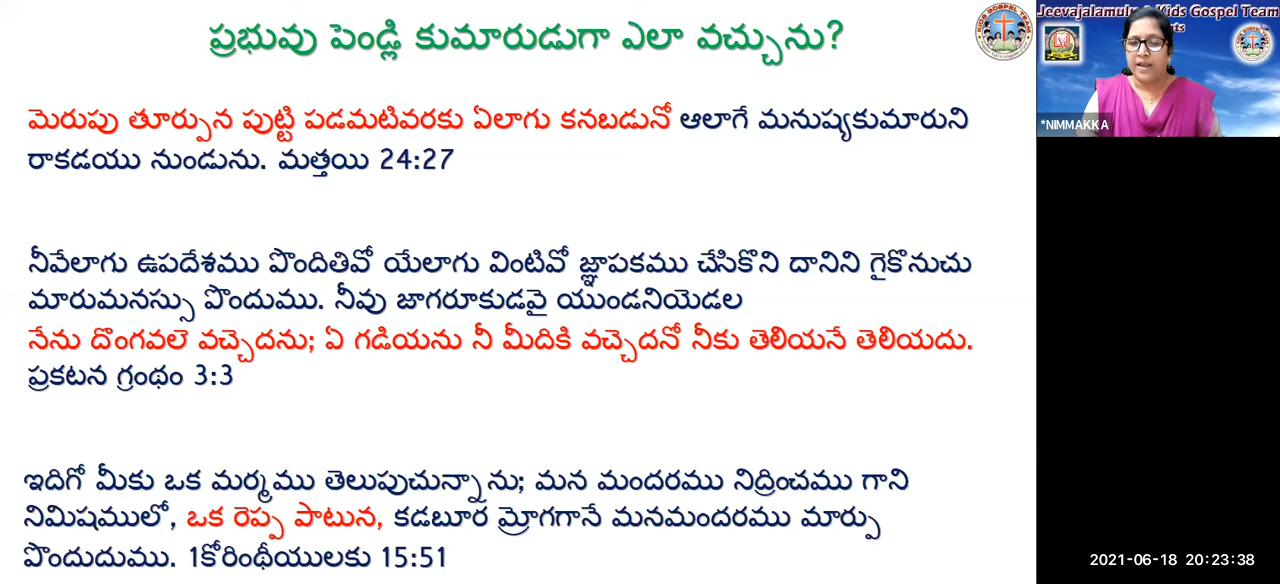 ప్రభువు పెండ్లి కుమారుడుగా ఎలా వచ్చును?
మెరుపు తూర్పున పుట్టి పడమటివరకు ఏలాగు కనబడునో ఆలాగే మనుష్యకుమారుని
రాకడయు నుండును. మత్తయి 24:27
నీవేలాగు ఉపదేశము పొందితివో యేలాగు వింటివో జ్ఞాపకము చేసికొని దానిని గైకొనుచు
మారుమనస్సు పొందుము. నీవు జాగరూకుడవై యుండనియెడల
నేను దొంగవలె వచ్చెదను; ఏ గడియను నీ మీదికి వచ్చెదనో నీకు తెలియనే తెలియదు.
ప్రకటన గ్రంథం 3:3
ఇదిగో మీకు ఒక మర్మము తెలుపుచున్నాను; మన మందరము నిద్రించము గాని
నిమిషములో, ఒక రెప్ప పాటున, కడబూర మ్రోగగానే మనమందరము మార్పు
పొందుదుము. 1కోరింథీయులకు 15:51
KIDS GOSPEL TEAM
Jeevajalamulu Kids Gospel Team
*NIMMAKKA
2021-06-18 20:23:38